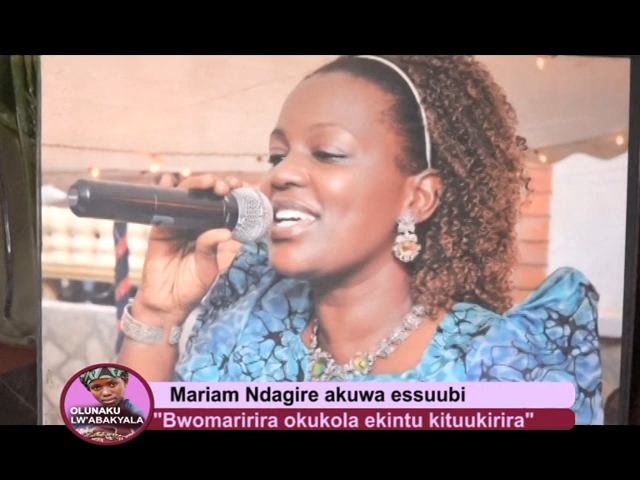 Mariam Ndagire akuwa essuubi
"Bwomaririra okukola ekintu kituukirira"
OLUNAKU
LW'ABAKYALA